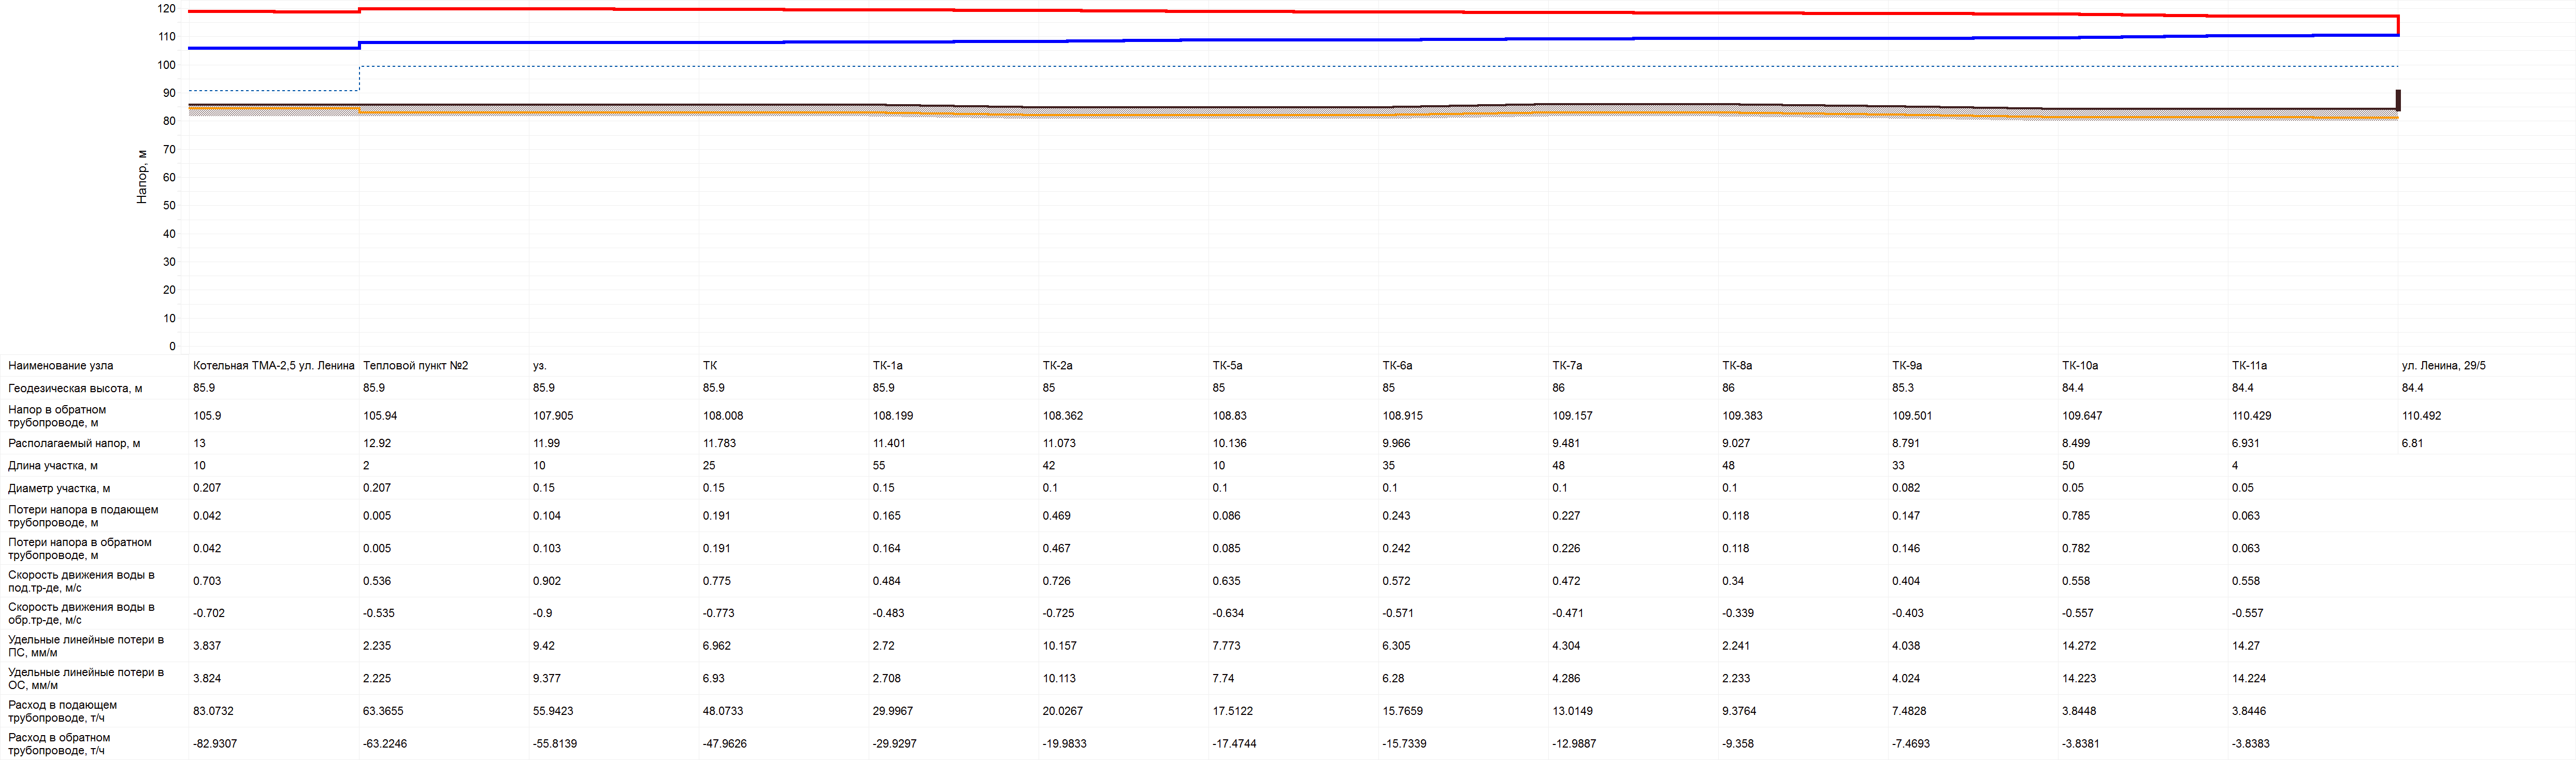 120
110
100
90
80
70
60
50
40
30
20
10
0
Напор, м
Наименование узла Котельная ТМА-2,5 ул. Ленина Тепловой пункт №2 уз. ТК ТК-1а ТК-2а ТК-5а ТК-6а ТК-7а ТК-8а ТК-9а ТК-10а ТК-11а ул. Ленина, 29/5
Геодезическая высота, м 85.9 85.9 85.9 85.9 85.9 85 85 85 86 86 85.3 84.4 84.4 84.4
Напор в обратном
трубопроводе, м 105.9 105.94 107.905 108.008 108.199 108.362 108.83 108.915 109.157 109.383 109.501 109.647 110.429 110.492
Располагаемый напор, м 13 12.92 11.99 11.783 11.401 11.073 10.136 9.966 9.481 9.027 8.791 8.499 6.931 6.81
Длина участка, м 10 2 10 25 55 42 10 35 48 48 33 50 4
Диаметр участка, м 0.207 0.207 0.15 0.15 0.15 0.1 0.1 0.1 0.1 0.1 0.082 0.05 0.05
Потери напора в подающем
трубопроводе, м 0.042 0.005 0.104 0.191 0.165 0.469 0.086 0.243 0.227 0.118 0.147 0.785 0.063
Потери напора в обратном
трубопроводе, м 0.042 0.005 0.103 0.191 0.164 0.467 0.085 0.242 0.226 0.118 0.146 0.782 0.063
Скорость движения воды в
под.тр-де, м/с 0.703 0.536 0.902 0.775 0.484 0.726 0.635 0.572 0.472 0.34 0.404 0.558 0.558
Скорость движения воды в
обр.тр-де, м/с -0.702 -0.535 -0.9 -0.773 -0.483 -0.725 -0.634 -0.571 -0.471 -0.339 -0.403 -0.557 -0.557
Удельные линейные потери в
ПС, мм/м 3.837 2.235 9.42 6.962 2.72 10.157 7.773 6.305 4.304 2.241 4.038 14.272 14.27
Удельные линейные потери в
ОС, мм/м 3.824 2.225 9.377 6.93 2.708 10.113 7.74 6.28 4.286 2.233 4.024 14.223 14.224
Расход в подающем
трубопроводе, т/ч 83.0732 63.3655 55.9423 48.0733 29.9967 20.0267 17.5122 15.7659 13.0149 9.3764 7.4828 3.8448 3.8446
Расход в обратном
трубопроводе, т/ч -82.9307 -63.2246 -55.8139 -47.9626 -29.9297 -19.9833 -17.4744 -15.7339 -12.9887 -9.358 -7.4693 -3.8381 -3.8383